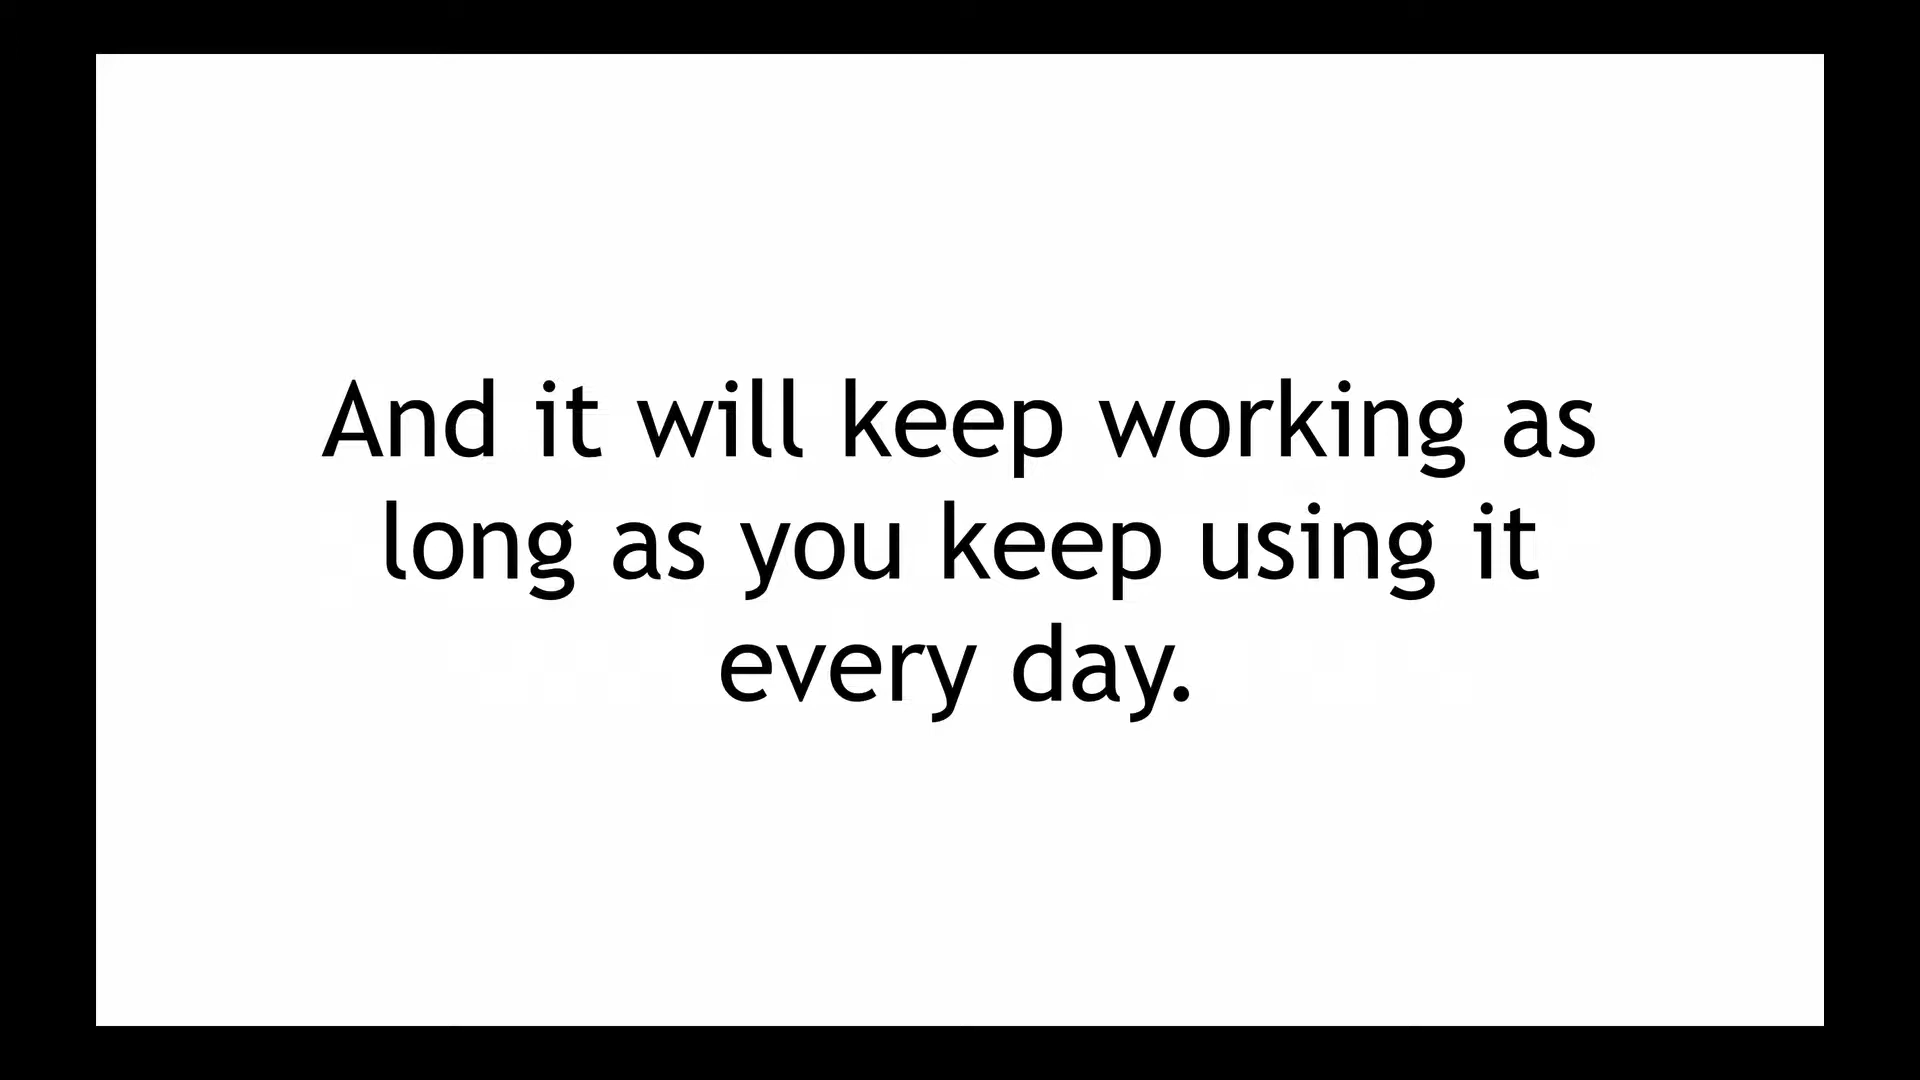 And it will keep working as
long as you keep using it
every day.